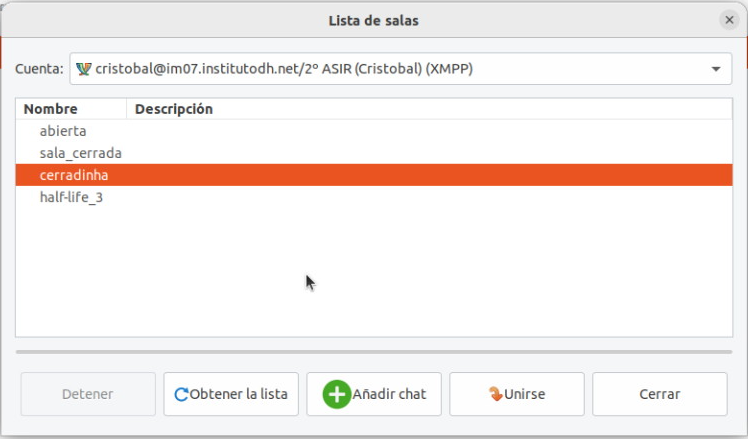 Lista de salas
Cuenta: cristobal@im07.institutodh.net/2º ASIR (Cristobal) (XMPP)
Nombre Descripción
abierta
sala_cerrada
cerradinha
half-life_3
Detener Obtener la lista Añadir chat Unirse Cerrar